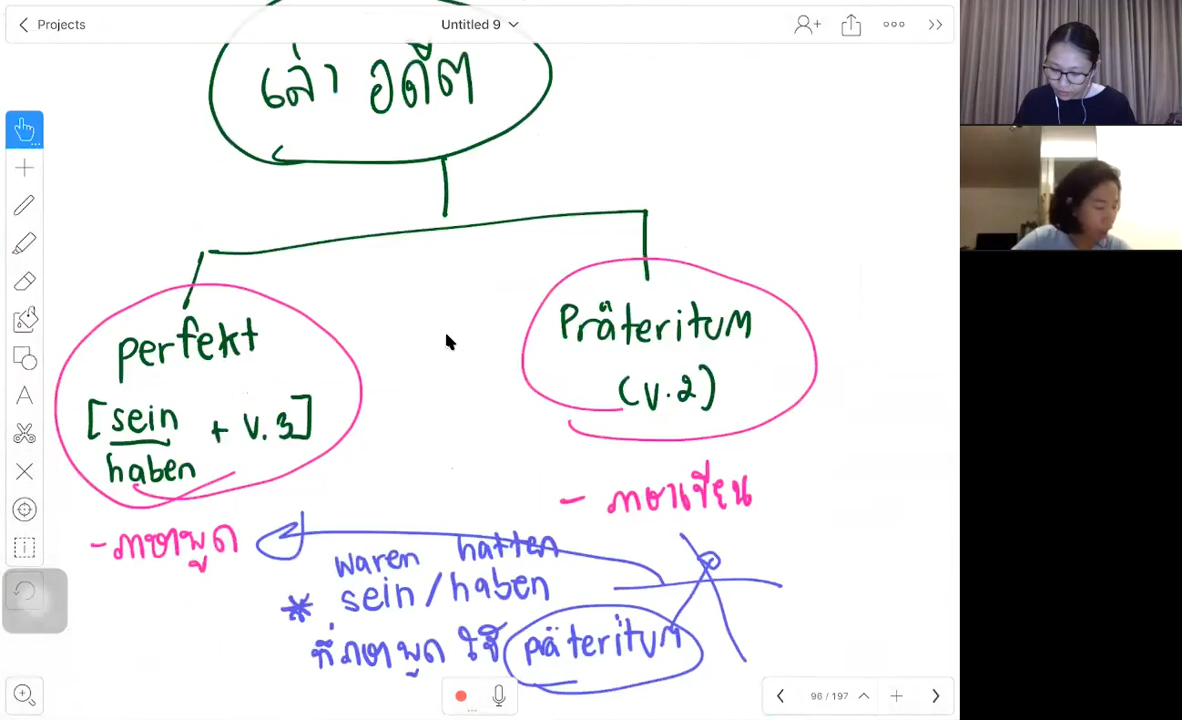 Projects
Untitled 9
เล่า อดีต
perfekt
[sein + V.3]
haben
Präteritum
(V.2)
- ภาษาพูด
- ภาษาเขียน
waren hatten
* sein/haben
ที่ภาษาพูด ใช้ präteritum
96 / 197